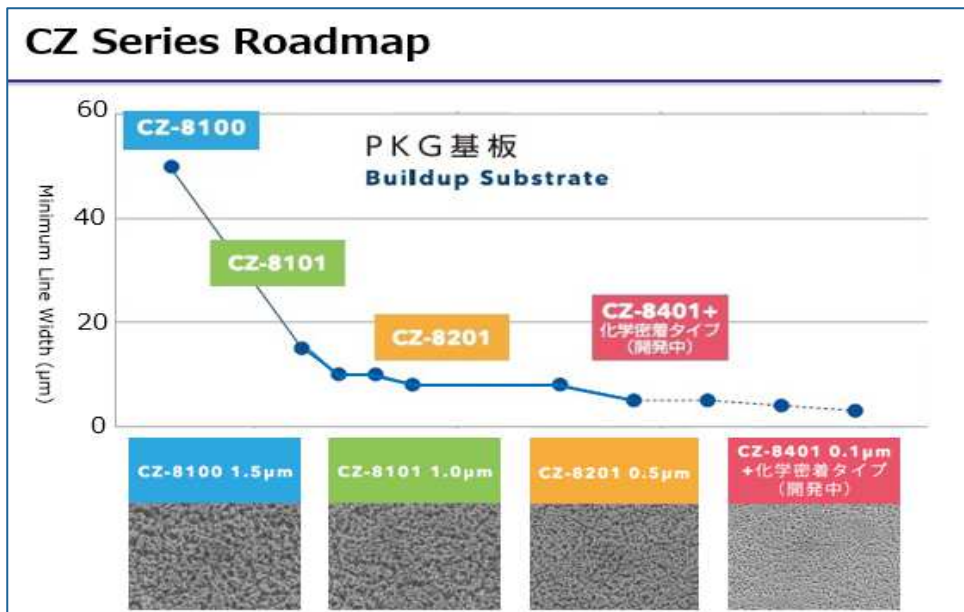 CZ Series Roadmap
60
40
20
0
Minimum Line Width (μm)
CZ-8100
PKG基板
Buildup Substrate
CZ-8101
CZ-8201
CZ-8401+
化学密着タイプ
(開発中)
CZ-8100 1.5μm
CZ-8101 1.0μm
CZ-8201 0.5μm
CZ-8401 0.1μm
+化学密着タイプ
(開発中)